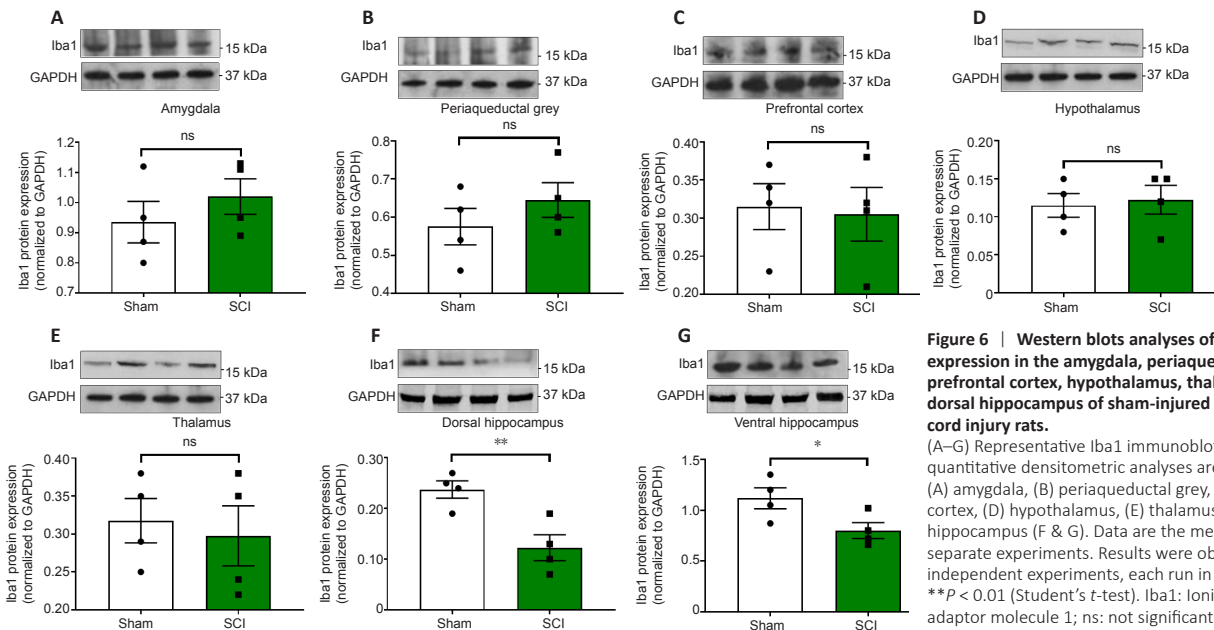 A
Iba1
15 kDa
GAPDH
37 kDa
Amygdala
ns
Iba1 protein expression
(normalized to GAPDH)
1.2
1.1
1.0
0.9
0.8
0.7
Sham
SCI
B
Iba1
15 kDa
GAPDH
37 kDa
Periaqueductal grey
ns
Iba1 protein expression
(normalized to GAPDH)
0.8
0.7
0.6
0.5
0.4
Sham
SCI
C
Iba1
15 kDa
GAPDH
37 kDa
Prefrontal cortex
ns
Iba1 protein expression
(normalized to GAPDH)
0.40
0.35
0.30
0.25
0.20
Sham
SCI
D
Iba1
15 kDa
GAPDH
37 kDa
Hypothalamus
ns
Iba1 protein expression
(normalized to GAPDH)
0.20
0.15
0.10
0.05
0
Sham
SCI
E
Iba1
15 kDa
GAPDH
37 kDa
Thalamus
ns
Iba1 protein expression
(normalized to GAPDH)
0.40
0.35
0.30
0.25
0.20
Sham
SCI
F
Iba1
15 kDa
GAPDH
37 kDa
Dorsal hippocampus
**
Iba1 protein expression
(normalized to GAPDH)
0.30
0.20
0.10
0.00
Sham
SCI
G
Iba1
15 kDa
GAPDH
37 kDa
Ventral hippocampus
*
Iba1 protein expression
(normalized to GAPDH)
1.5
1.0
0.5
0.0
Sham
SCI
Figure 6 | Western blots analyses of
expression in the amygdala, periaque
prefrontal cortex, hypothalamus, thal
dorsal hippocampus of sham-injured
cord injury rats.
(A–G) Representative Iba1 immunoblot
quantitative densitometric analyses are
(A) amygdala, (B) periaqueductal grey,
cortex, (D) hypothalamus, (E) thalamus
hippocampus (F & G). Data are the me
separate experiments. Results were ob
independent experiments, each run in
**P < 0.01 (Student's t-test). Iba1: Ioni
adaptor molecule 1; ns: not significant